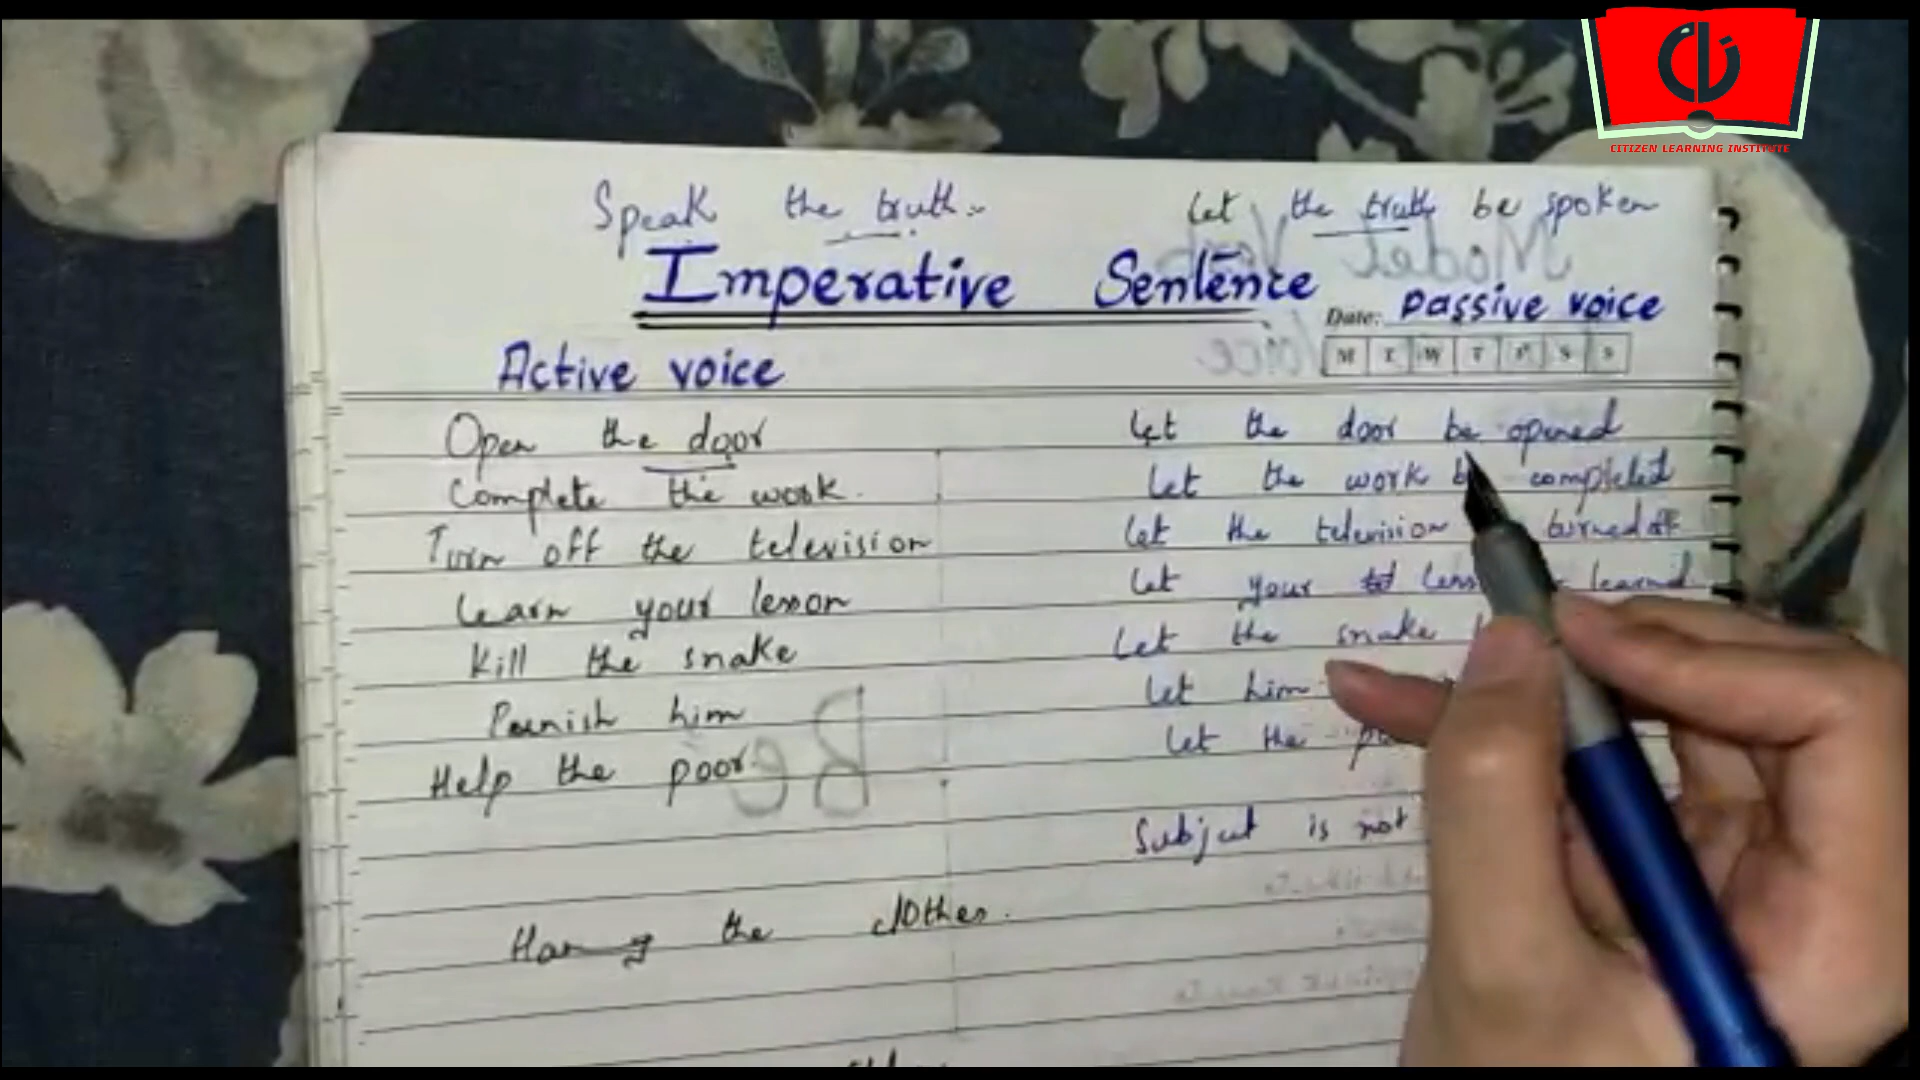 CITIZEN LEARNING INSTITUTE
Speak the truth. Let the truth be spoken
Imperative Sentence
Date: Passive voice
M T W T F S S
Active voice
Open the door Let the door be opened
Complete the work. Let the work be completed
Turn off the television Let the television turned off
Learn your lesson Let your learned
Kill the snake Let the snake
Punish him Let him
Help the poor Let the
Subject is not
Hang the clothes.